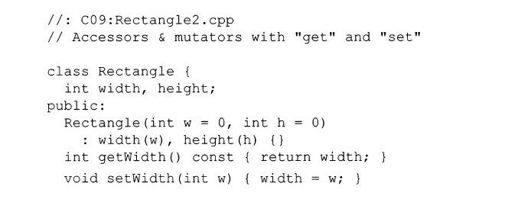 //: C09:Rectangle2.cpp
// Accessors & mutators with "get" and "set"
class Rectangle {
int width, height;
public:
Rectangle(int w = 0, int h = 0)
: width(w), height(h) {}
int getWidth() const { return width; }
void setWidth(int w) { width = w; }